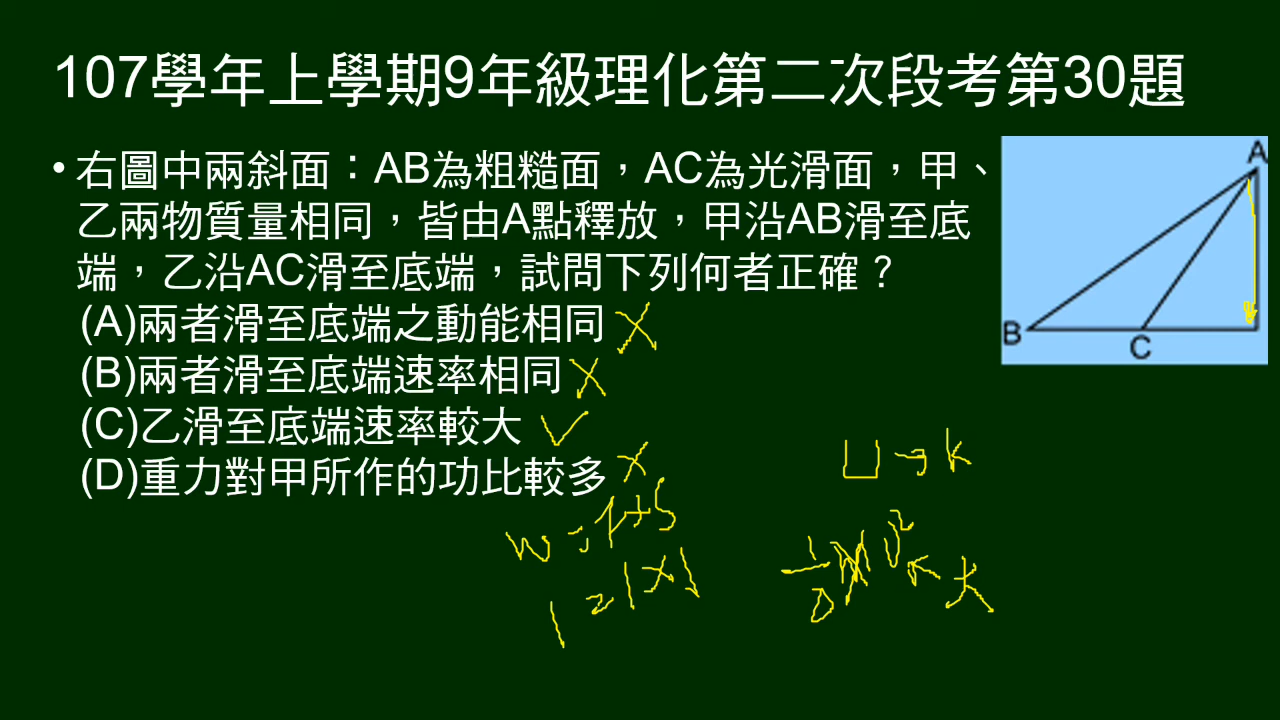 107學年上學期9年級理化第二次段考第30題
• 右圖中兩斜面：AB為粗糙面，AC為光滑面，甲、
乙兩物質量相同，皆由A點釋放，甲沿AB滑至底
端，乙沿AC滑至底端，試問下列何者正確？
(A)兩者滑至底端之動能相同 ×
(B)兩者滑至底端速率相同 ×
(C)乙滑至底端速率較大 ✓
(D)重力對甲所作的功比較多 ×
A
B
C
U → k